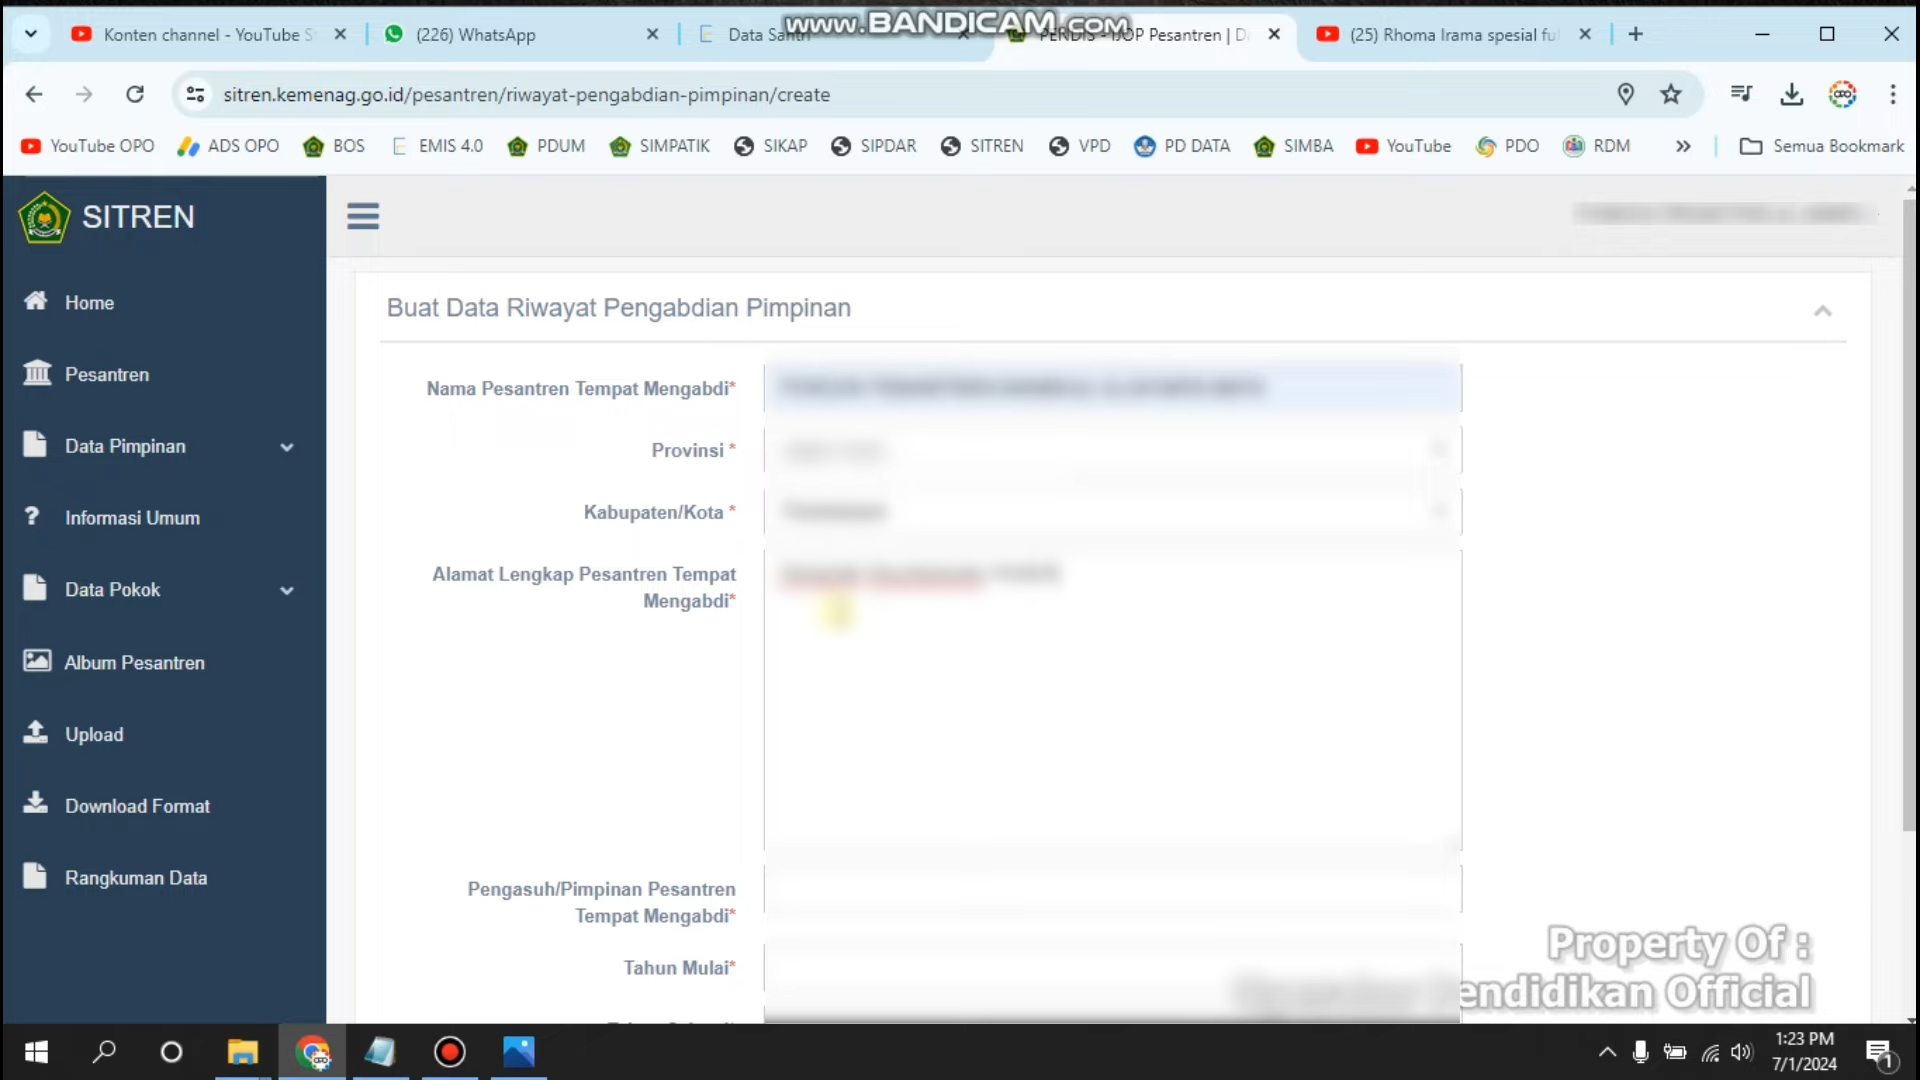 www.BANDICAM.com
Konten channel - YouTube S
(226) WhatsApp
Data Santri
PERDIS - IJOP Pesantren | D
(25) Rhoma Irama spesial ful
sitren.kemenag.go.id/pesantren/riwayat-pengabdian-pimpinan/create
YouTube OPO
ADS OPO
BOS
EMIS 4.0
PDUM
SIMPATIK
SIKAP
SIPDAR
SITREN
VPD
PD DATA
SIMBA
YouTube
PDO
RDM
Semua Bookmark
SITREN
Home
Pesantren
Data Pimpinan
Informasi Umum
Data Pokok
Album Pesantren
Upload
Download Format
Rangkuman Data
Buat Data Riwayat Pengabdian Pimpinan
Nama Pesantren Tempat Mengabdi*
Provinsi *
Kabupaten/Kota *
Alamat Lengkap Pesantren Tempat
Mengabdi*
Pengasuh/Pimpinan Pesantren
Tempat Mengabdi*
Tahun Mulai*
Property Of :
endidikan Official
1:23 PM
7/1/2024
1